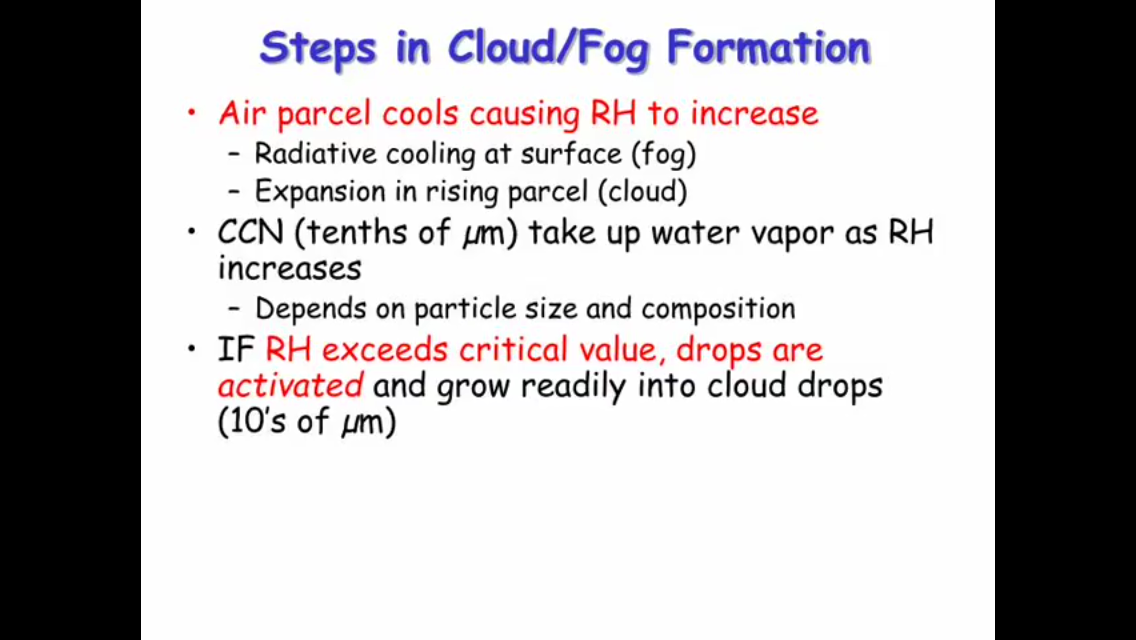 Steps in Cloud/Fog Formation
• Air parcel cools causing RH to increase
– Radiative cooling at surface (fog)
– Expansion in rising parcel (cloud)
• CCN (tenths of µm) take up water vapor as RH
increases
– Depends on particle size and composition
• IF RH exceeds critical value, drops are
activated and grow readily into cloud drops
(10's of µm)